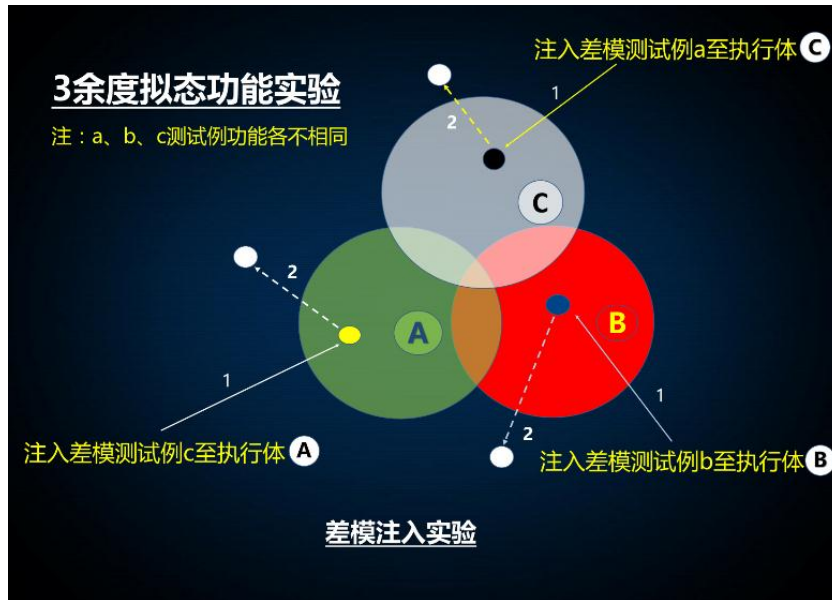 注入差模测试例a至执行体 C
3余度拟态功能实验
注：a、b、c测试例功能各不相同
1
2
C
2
A
B
1
1
2
注入差模测试例c至执行体 A
注入差模测试例b至执行体 B
差模注入实验